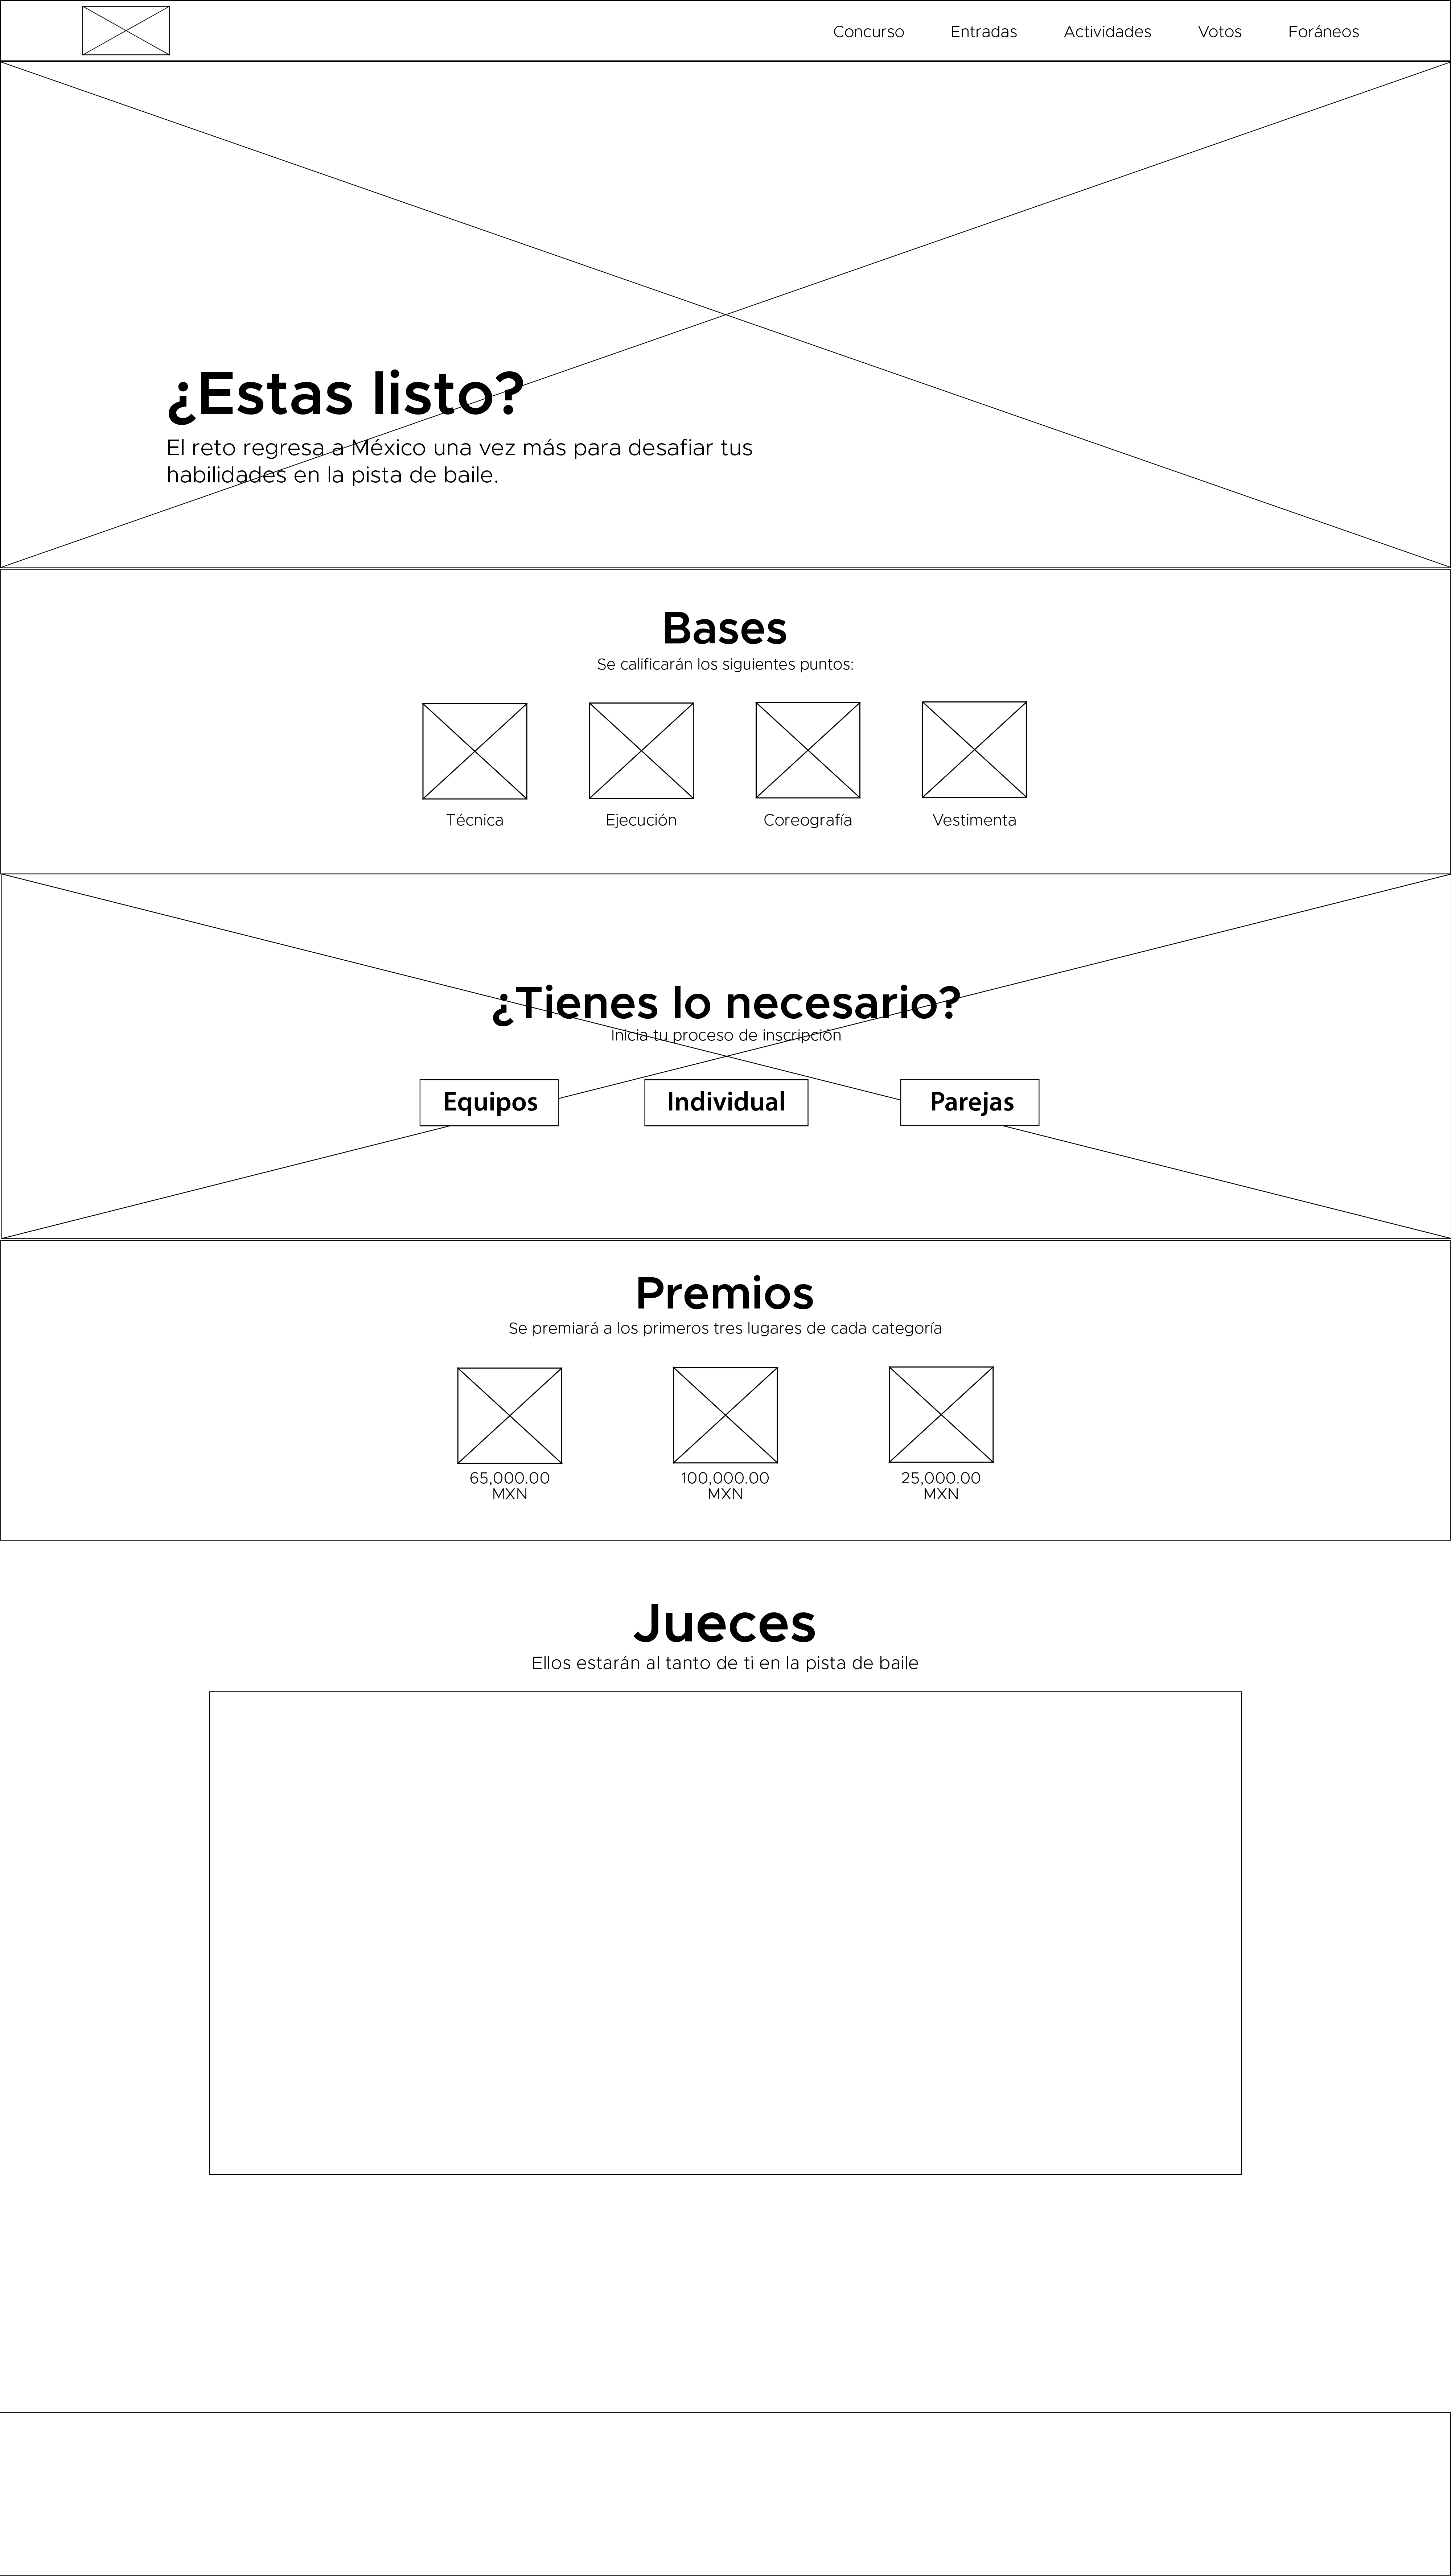 Concurso Entradas Actividades Votos Foráneos
¿Estas listo?
El reto regresa a México una vez más para desafiar tus
habilidades en la pista de baile.
Bases
Se calificarán los siguientes puntos:
Técnica Ejecución Coreografía Vestimenta
¿Tienes lo necesario?
Inicia tu proceso de inscripción
Equipos Individual Parejas
Premios
Se premiará a los primeros tres lugares de cada categoría
65,000.00 100,000.00 25,000.00
MXN MXN MXN
Jueces
Ellos estarán al tanto de ti en la pista de baile